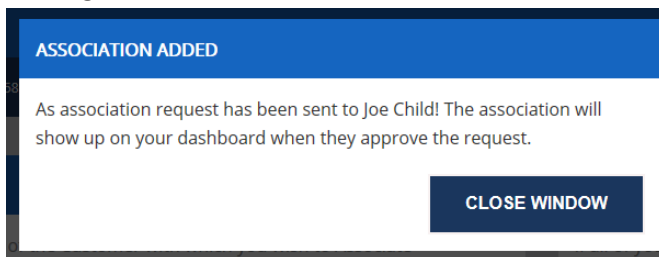 ASSOCIATION ADDED
58
As association request has been sent to Joe Child! The association will
show up on your dashboard when they approve the request.
CLOSE WINDOW